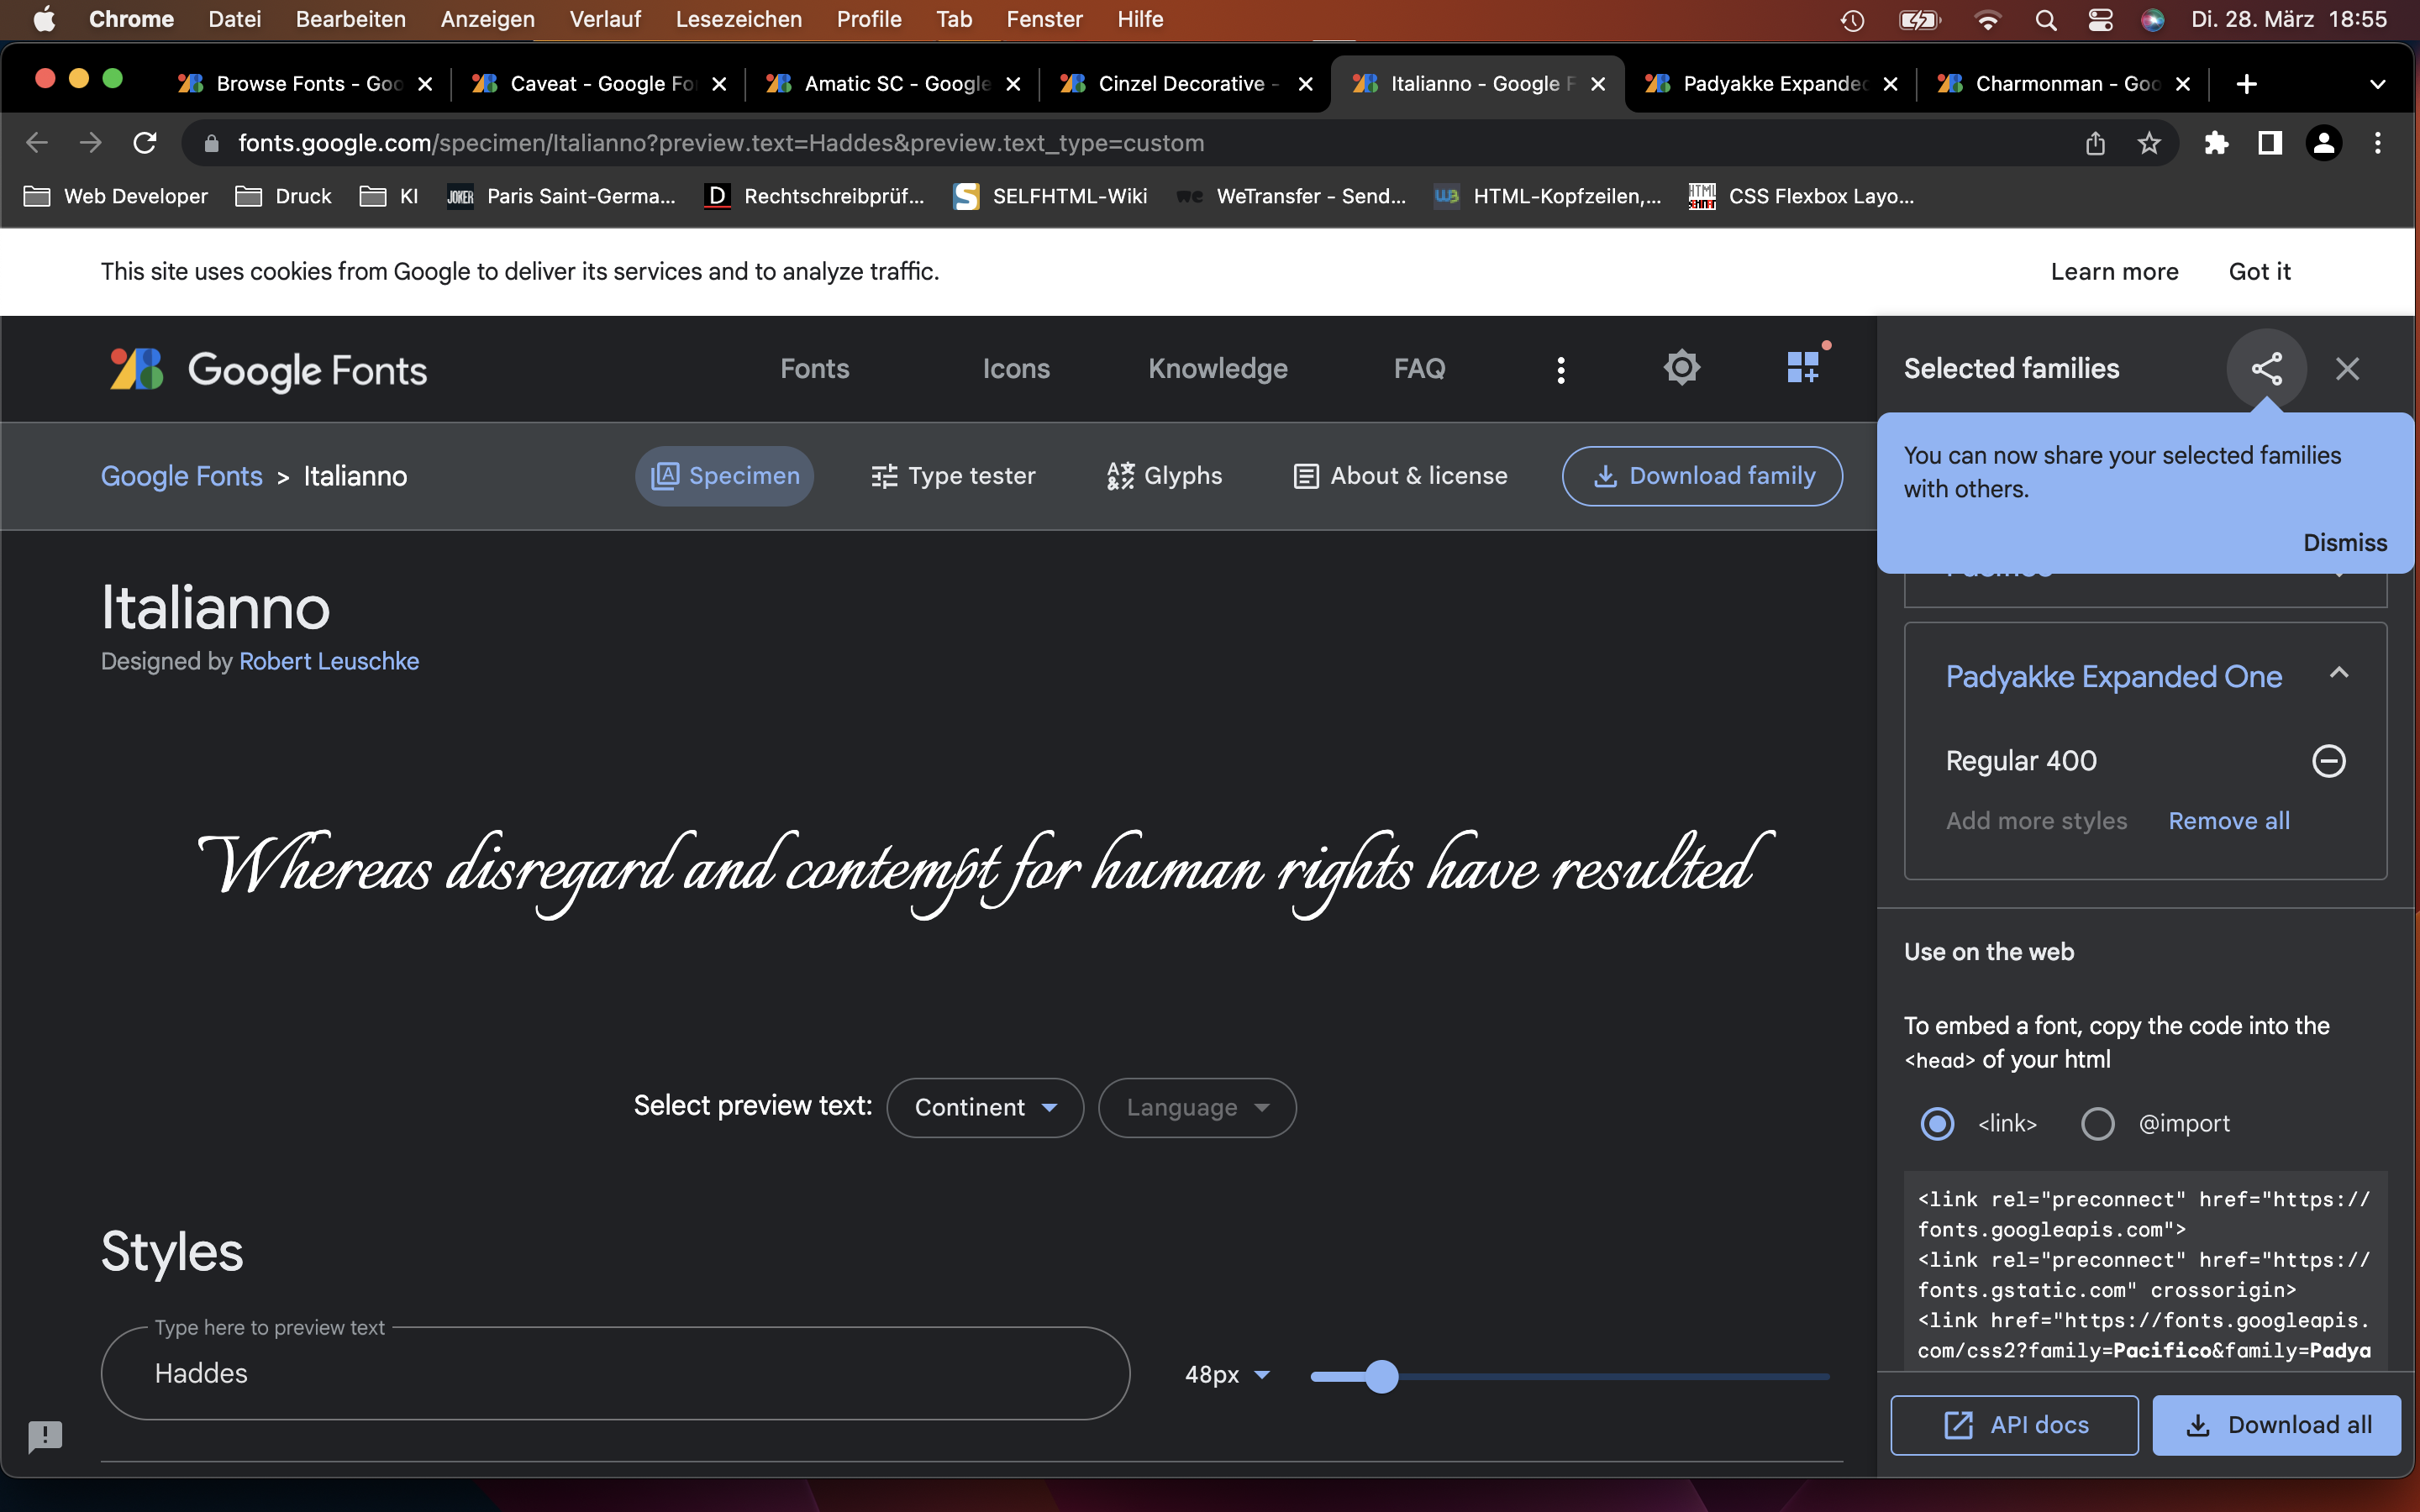 Chrome Datei Bearbeiten Anzeigen Verlauf Lesezeichen Profile Tab Fenster Hilfe Di. 28. März 18:55
Browse Fonts - Goo Caveat - Google Fo Amatic SC - Google Cinzel Decorative - Italianno - Google F Padyakke Expanded Charmonman - Goo
fonts.google.com/specimen/Italianno?preview.text=Haddes&preview.text_type=custom
Web Developer Druck KI JOKER Paris Saint-Germa... D Rechtschreibprüf... S SELFHTML-Wiki we WeTransfer - Send... W3 HTML-Kopfzeilen,... HTML CSS Flexbox Layo...
This site uses cookies from Google to deliver its services and to analyze traffic. Learn more Got it
Google Fonts Fonts Icons Knowledge FAQ
Selected families
Google Fonts > Italianno Specimen Type tester Glyphs About & license Download family
You can now share your selected families
with others.
Dismiss
Italianno
Designed by Robert Leuschke
Whereas disregard and contempt for human rights have resulted
Select preview text: Continent Language
Styles
Type here to preview text
Haddes
48px
Padyakke Expanded One
Regular 400
Add more styles Remove all
Use on the web
To embed a font, copy the code into the
<head> of your html
<link> @import
<link rel="preconnect" href="https://
fonts.googleapis.com">
<link rel="preconnect" href="https://
fonts.gstatic.com" crossorigin>
<link href="https://fonts.googleapis.
com/css2?family=Pacifico&family=Padya
API docs Download all